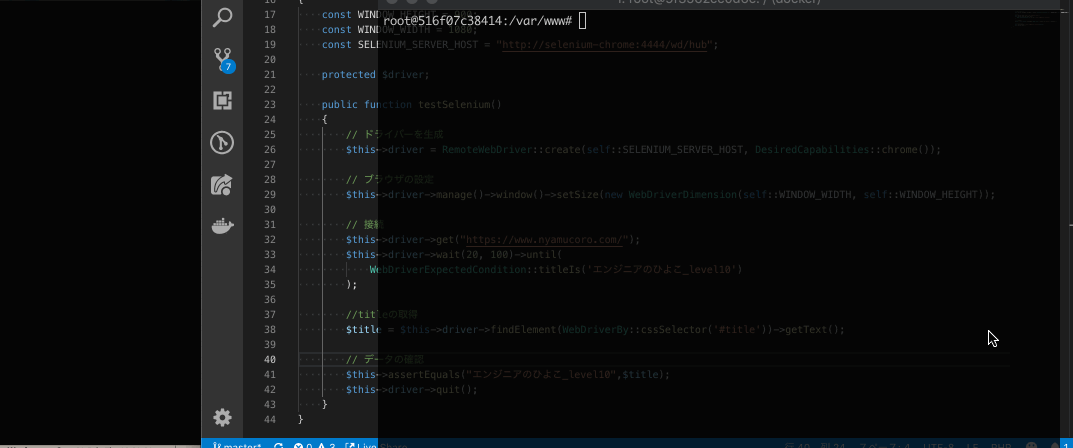 root@516f07c38414:/var/www#
16 {
17 const WINDOW_HEIGHT = 900;
18 const WINDOW_WIDTH = 1080;
19 const SELENIUM_SERVER_HOST = "http://selenium-chrome:4444/wd/hub";
20
21 protected $driver;
22
23 public function testSelenium()
24 {
25 // ドライバーを生成
26 $this->driver = RemoteWebDriver::create(self::SELENIUM_SERVER_HOST, DesiredCapabilities::chrome());
27
28 // ブラウザの設定
29 $this->driver->manage()->window()->setSize(new WebDriverDimension(self::WINDOW_WIDTH, self::WINDOW_HEIGHT));
30
31 // 接続
32 $this->driver->get("https://www.nyamucoro.com/");
33 $this->driver->wait(20, 100)->until(
34 WebDriverExpectedCondition::titleIs('エンジニアのひよこ_level10')
35 );
36
37 //titleの取得
38 $title = $this->driver->findElement(WebDriverBy::cssSelector('#title'))->getText();
39
40 // データの確認
41 $this->assertEquals("エンジニアのひよこ_level10",$title);
42 $this->driver->quit();
43 }
44 }
7
master* 0 3 Live Share
UTF-8 LF PHP 1